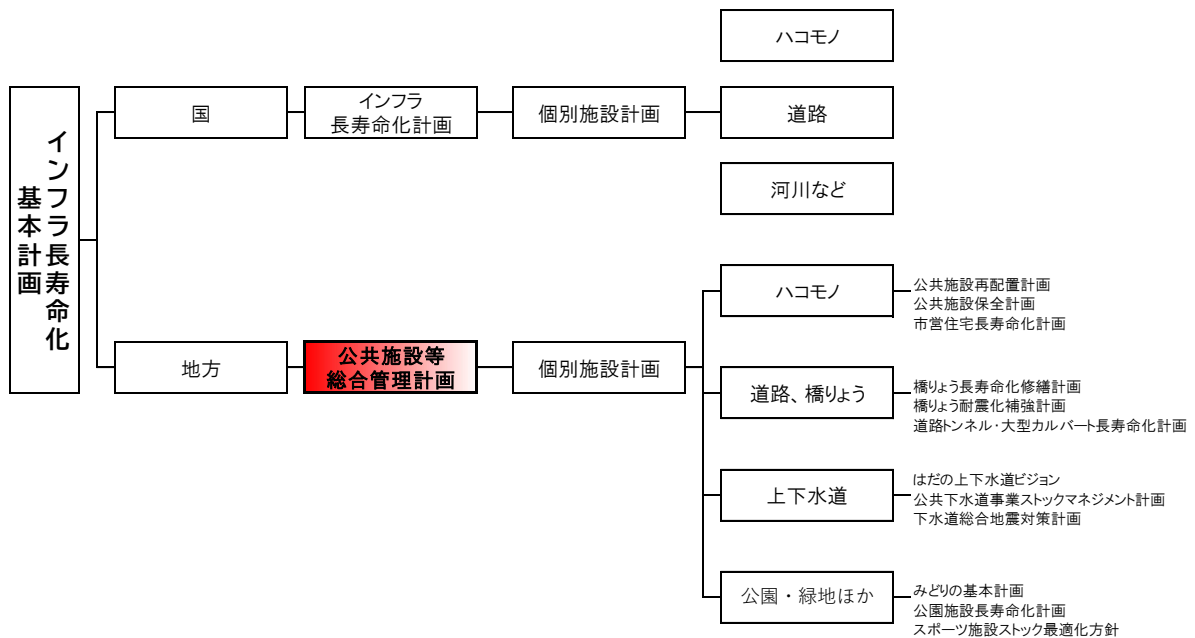 インフラ長寿命化
基本計画
国
インフラ
長寿命化計画
個別施設計画
ハコモノ
道路
河川など
地方
公共施設等
総合管理計画
個別施設計画
ハコモノ
公共施設再配置計画
公共施設保全計画
市営住宅長寿命化計画
道路、橋りょう
橋りょう長寿命化修繕計画
橋りょう耐震化補強計画
道路トンネル・大型カルバート長寿命化計画
上下水道
はだの上下水道ビジョン
公共下水道事業ストックマネジメント計画
下水道総合地震対策計画
公園・緑地ほか
みどりの基本計画
公園施設長寿命化計画
スポーツ施設ストック最適化方針